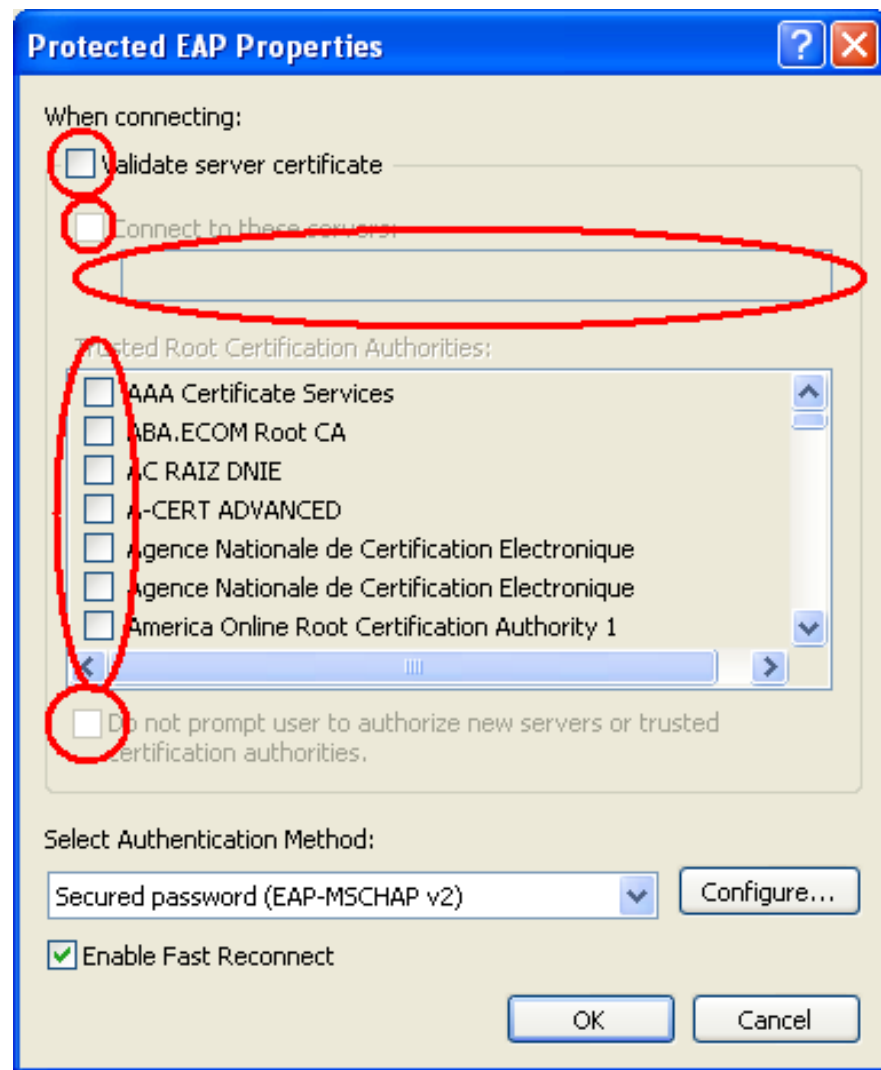 Protected EAP Properties
When connecting:
Validate server certificate
Connect to these servers:
Trusted Root Certification Authorities:
AAA Certificate Services
ABA.ECOM Root CA
AC RAIZ DNIE
A-CERT ADVANCED
Agence Nationale de Certification Electronique
Agence Nationale de Certification Electronique
America Online Root Certification Authority 1
Do not prompt user to authorize new servers or trusted
certification authorities.
Select Authentication Method:
Secured password (EAP-MSCHAP v2)
Configure...
Enable Fast Reconnect
OK
Cancel